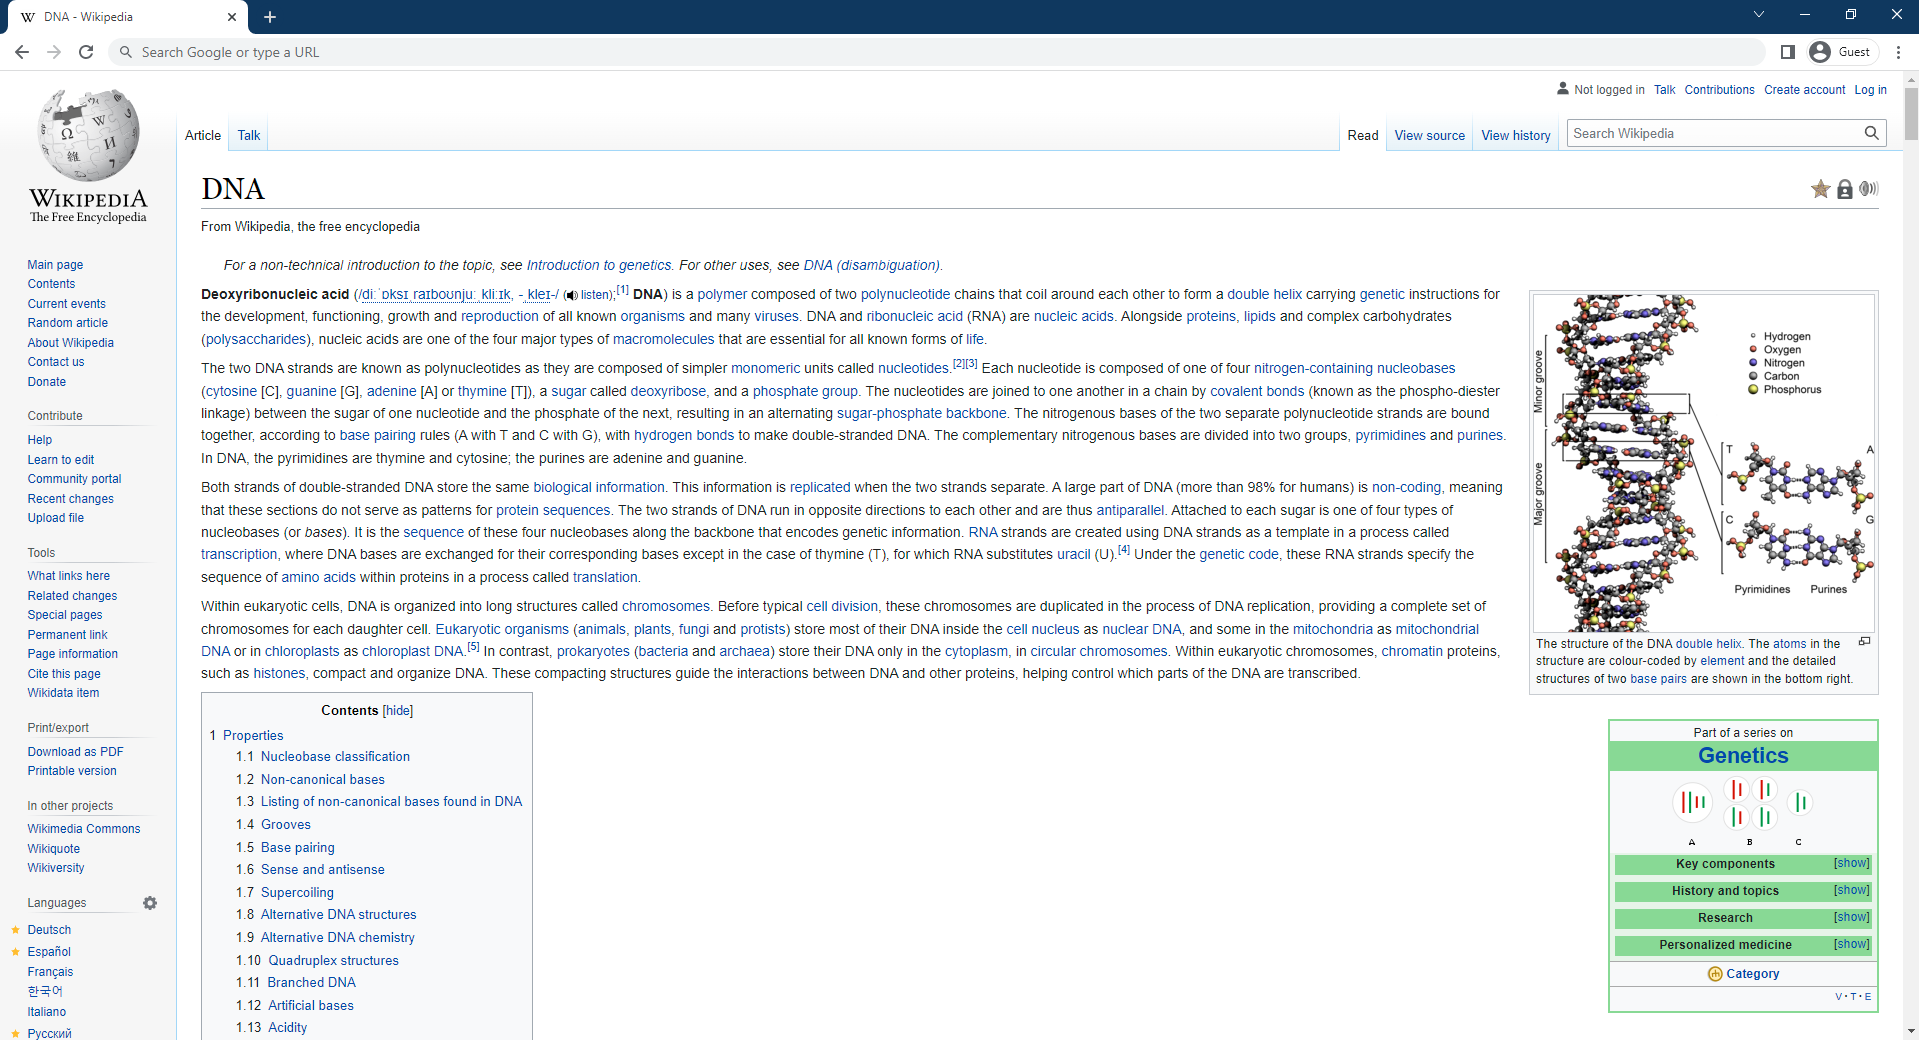 DNA - Wikipedia
Search Google or type a URL
Guest
Not logged in Talk Contributions Create account Log in
Article Talk
Read View source View history
Search Wikipedia
WIKIPEDIA
The Free Encyclopedia
Main page
Contents
Current events
Random article
About Wikipedia
Contact us
Donate
Contribute
Help
Learn to edit
Community portal
Recent changes
Upload file
Tools
What links here
Related changes
Special pages
Permanent link
Page information
Cite this page
Wikidata item
Print/export
Download as PDF
Printable version
In other projects
Wikimedia Commons
Wikiquote
Wikiversity
Languages
Deutsch
Español
Français
한국어
Italiano
Русский
DNA
From Wikipedia, the free encyclopedia
For a non-technical introduction to the topic, see Introduction to genetics. For other uses, see DNA (disambiguation).
Deoxyribonucleic acid (/diːˈɒksɪˌraɪboʊnjuːˌkliːɪk, -ˌkleɪ-/ (listen);[1] DNA) is a polymer composed of two polynucleotide chains that coil around each other to form a double helix carrying genetic instructions for
the development, functioning, growth and reproduction of all known organisms and many viruses. DNA and ribonucleic acid (RNA) are nucleic acids. Alongside proteins, lipids and complex carbohydrates
(polysaccharides), nucleic acids are one of the four major types of macromolecules that are essential for all known forms of life.
The two DNA strands are known as polynucleotides as they are composed of simpler monomeric units called nucleotides.[2][3] Each nucleotide is composed of one of four nitrogen-containing nucleobases
(cytosine [C], guanine [G], adenine [A] or thymine [T]), a sugar called deoxyribose, and a phosphate group. The nucleotides are joined to one another in a chain by covalent bonds (known as the phospho-diester
linkage) between the sugar of one nucleotide and the phosphate of the next, resulting in an alternating sugar-phosphate backbone. The nitrogenous bases of the two separate polynucleotide strands are bound
together, according to base pairing rules (A with T and C with G), with hydrogen bonds to make double-stranded DNA. The complementary nitrogenous bases are divided into two groups, pyrimidines and purines.
In DNA, the pyrimidines are thymine and cytosine; the purines are adenine and guanine.
Both strands of double-stranded DNA store the same biological information. This information is replicated when the two strands separate. A large part of DNA (more than 98% for humans) is non-coding, meaning
that these sections do not serve as patterns for protein sequences. The two strands of DNA run in opposite directions to each other and are thus antiparallel. Attached to each sugar is one of four types of
nucleobases (or bases). It is the sequence of these four nucleobases along the backbone that encodes genetic information. RNA strands are created using DNA strands as a template in a process called
transcription, where DNA bases are exchanged for their corresponding bases except in the case of thymine (T), for which RNA substitutes uracil (U).[4] Under the genetic code, these RNA strands specify the
sequence of amino acids within proteins in a process called translation.
Within eukaryotic cells, DNA is organized into long structures called chromosomes. Before typical cell division, these chromosomes are duplicated in the process of DNA replication, providing a complete set of
chromosomes for each daughter cell. Eukaryotic organisms (animals, plants, fungi and protists) store most of their DNA inside the cell nucleus as nuclear DNA, and some in the mitochondria as mitochondrial
DNA or in chloroplasts as chloroplast DNA.[5] In contrast, prokaryotes (bacteria and archaea) store their DNA only in the cytoplasm, in circular chromosomes. Within eukaryotic chromosomes, chromatin proteins,
such as histones, compact and organize DNA. These compacting structures guide the interactions between DNA and other proteins, helping control which parts of the DNA are transcribed.
Contents [hide]
1 Properties
1.1 Nucleobase classification
1.2 Non-canonical bases
1.3 Listing of non-canonical bases found in DNA
1.4 Grooves
1.5 Base pairing
1.6 Sense and antisense
1.7 Supercoiling
1.8 Alternative DNA structures
1.9 Alternative DNA chemistry
1.10 Quadruplex structures
1.11 Branched DNA
1.12 Artificial bases
1.13 Acidity
Minor groove
Major groove
Hydrogen
Oxygen
Nitrogen
Carbon
Phosphorus
T A
C G
Pyrimidines Purines
The structure of the DNA double helix. The atoms in the
structure are colour-coded by element and the detailed
structures of two base pairs are shown in the bottom right.
Part of a series on
Genetics
A B C
Key components [show]
History and topics [show]
Research [show]
Personalized medicine [show]
Category
V · T · E